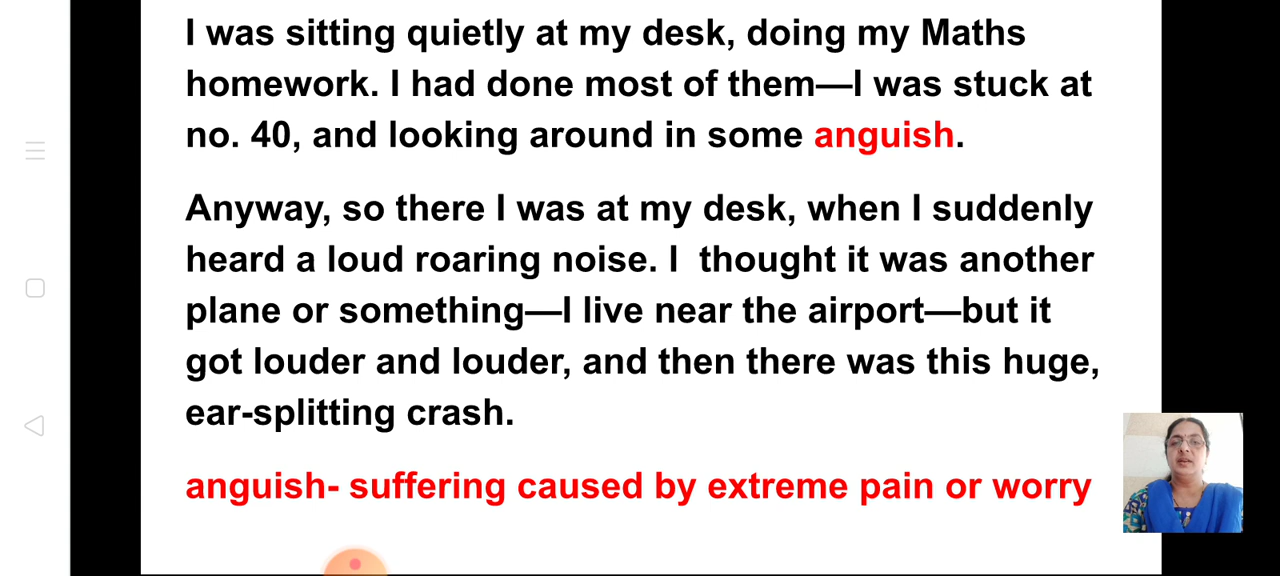 I was sitting quietly at my desk, doing my Maths
homework. I had done most of them—I was stuck at
no. 40, and looking around in some anguish.
Anyway, so there I was at my desk, when I suddenly
heard a loud roaring noise. I  thought it was another
plane or something—I live near the airport—but it
got louder and louder, and then there was this huge,
ear-splitting crash.
anguish- suffering caused by extreme pain or worry